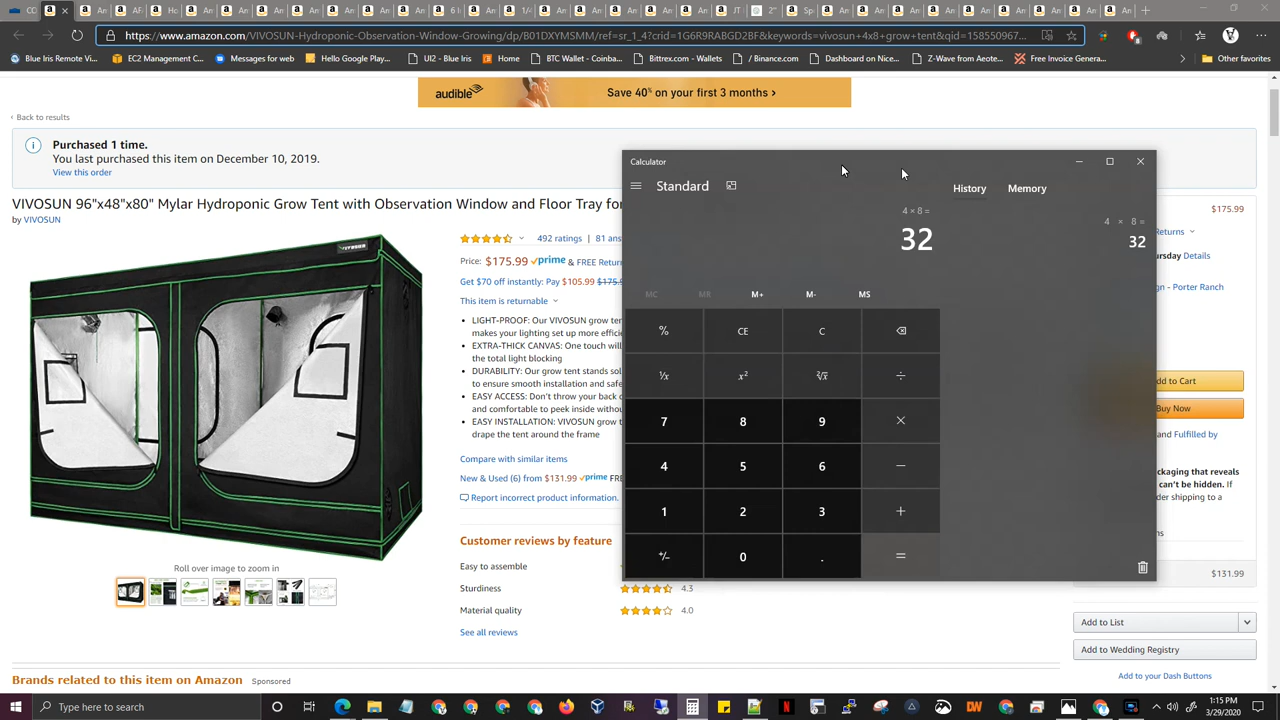 https://www.amazon.com/VIVOSUN-Hydroponic-Observation-Window-Growing/dp/B01DXYMSMM/ref=sr_1_4?crid=1G6R9RABGD2BF&keywords=vivosun+4x8+grow+tent&qid=158550967...
Blue Iris Remote Vi...
EC2 Management C...
Messages for web
Hello Google Play...
UI2 - Blue Iris
Home
BTC Wallet - Coinba...
Bittrex.com - Wallets
/ Binance.com
Dashboard on Nice...
Z-Wave from Aeote...
Free Invoice Genera...
Other favorites
audible
Save 40% on your first 3 months ›
‹ Back to results
Purchased 1 time.
You last purchased this item on December 10, 2019.
View this order
VIVOSUN 96"x48"x80" Mylar Hydroponic Grow Tent with Observation Window and Floor Tray for
by VIVOSUN
492 ratings | 81 ans
Price: $175.99 prime & FREE Return
Get $70 off instantly: Pay $105.99 $175.9
This item is returnable
• LIGHT-PROOF: Our VIVOSUN grow ten
makes your lighting set up more effici
• EXTRA-THICK CANVAS: One touch will
the total light blocking
• DURABILITY: Our grow tent stands sol
to ensure smooth installation and safe
• EASY ACCESS: Don't throw your back o
and comfortable to peek inside withou
• EASY INSTALLATION: VIVOSUN grow t
drape the tent around the frame
Compare with similar items
New & Used (6) from $131.99 prime FRE
Report incorrect product information.
Customer reviews by feature
Easy to assemble
Sturdiness 4.3
Material quality 4.0
See all reviews
VIVOSUN
Roll over image to zoom in
Brands related to this item on Amazon Sponsored
Calculator
Standard
History
Memory
4 × 8 =
32
4 × 8 =
32
MC MR M+ M- MS
% CE C
⅟x x² ²√x ÷
7 8 9 ×
4 5 6 −
1 2 3 +
+/− 0 . =
$175.99
Returns
ursday Details
gn - Porter Ranch
dd to Cart
Buy Now
and Fulfilled by
ackaging that reveals
can't be hidden. If
der shipping to a
ns
$131.99
Add to List
Add to Wedding Registry
Add to your Dash Buttons
Type here to search
1:15 PM
3/29/2020